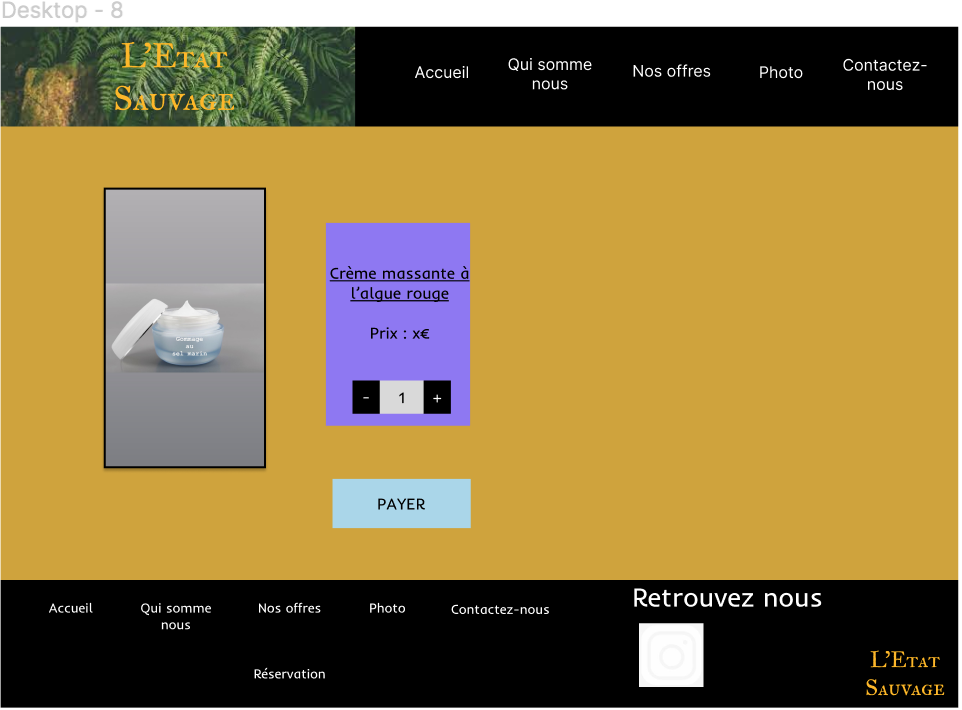 Desktop - 8
L'Etat
Sauvage
Accueil
Qui somme
nous
Nos offres
Photo
Contactez-
nous
Gommage
au
sel marin
Crème massante à
l'algue rouge
Prix : x€
- 1 +
PAYER
Accueil
Qui somme
nous
Nos offres
Photo
Contactez-nous
Réservation
Retrouvez nous
L'Etat
Sauvage